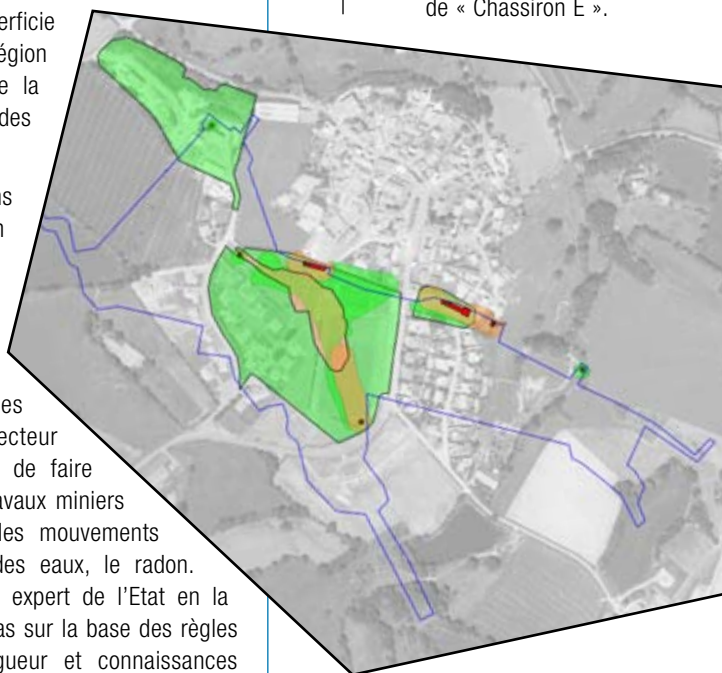 de « Chassiron E ».
erficie
égion
e la
des
ns
n
es
ecteur
de faire
avaux miniers
des mouvements
des eaux, le radon.
expert de l'Etat en la
as sur la base des règles
gueur et connaissances